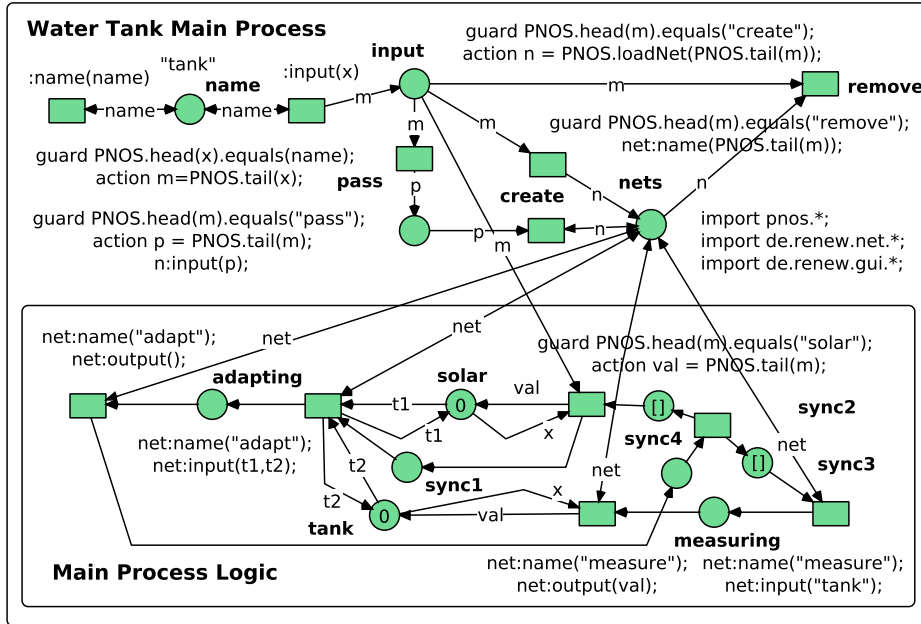 Water Tank Main Process
guard PNOS.head(m).equals("create");
action n = PNOS.loadNet(PNOS.tail(m));
input
"tank"
:name(name)
name
:input(x)
name
name
m
m
remove
m
m
guard PNOS.head(m).equals("remove");
net:name(PNOS.tail(m));
guard PNOS.head(x).equals(name);
action m=PNOS.tail(x);
pass
p
create
n
nets
n
guard PNOS.head(m).equals("pass");
action p = PNOS.tail(m);
n:input(p);
p
n
m
import pnos.*;
import de.renew.net.*;
import de.renew.gui.*;
net:name("adapt");
net:output();
net
net
guard PNOS.head(m).equals("solar");
action val = PNOS.tail(m);
adapting
solar
val
t1
0
[]
sync2
t1
x
sync4
net
net:name("adapt");
net:input(t1,t2);
t2
sync1
net
[]
sync3
t2
x
tank
0
val
measuring
Main Process Logic
net:name("measure");
net:output(val);
net:name("measure");
net:input("tank");